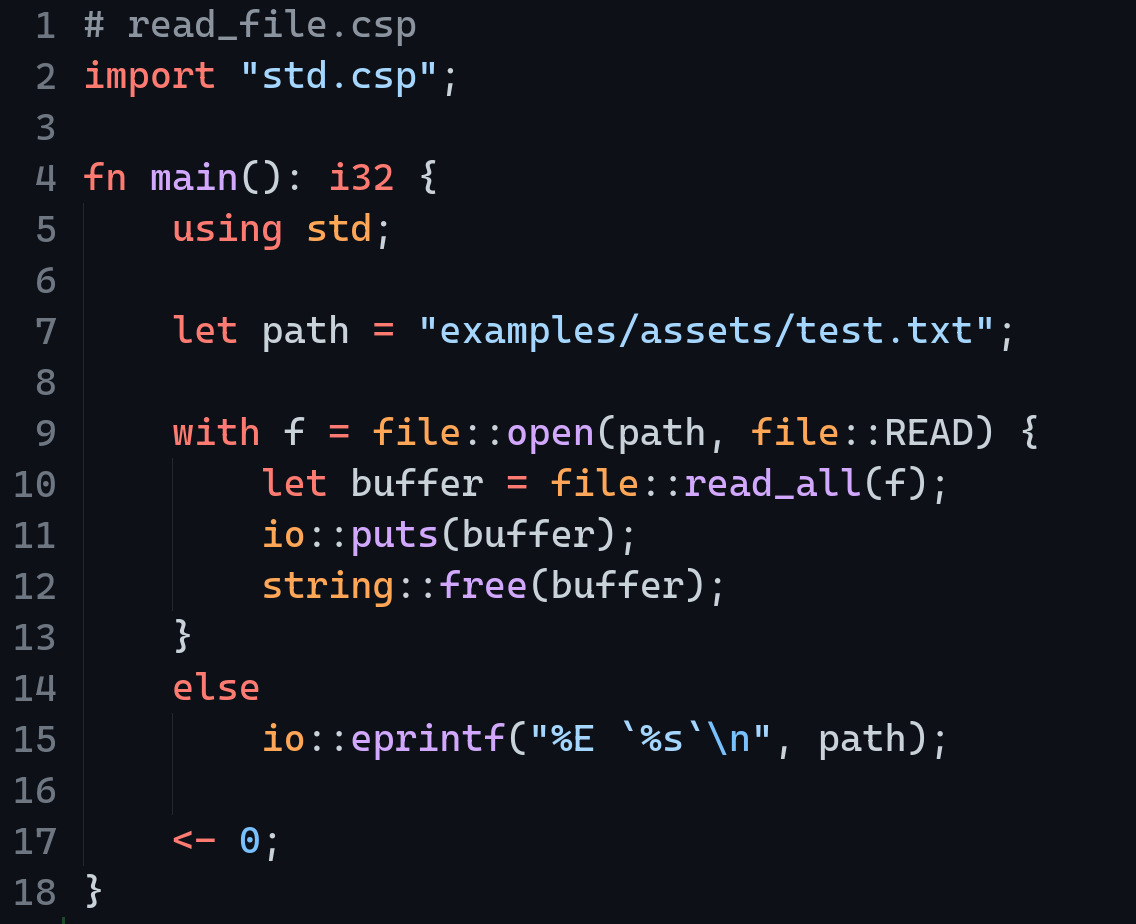 1 # read_file.csp
2 import "std.csp";
3
4 fn main(): i32 {
5     using std;
6
7     let path = "examples/assets/test.txt";
8
9     with f = file::open(path, file::READ) {
10         let buffer = file::read_all(f);
11         io::puts(buffer);
12         string::free(buffer);
13     }
14     else
15         io::eprintf("%E `%s`\n", path);
16
17     <- 0;
18 }